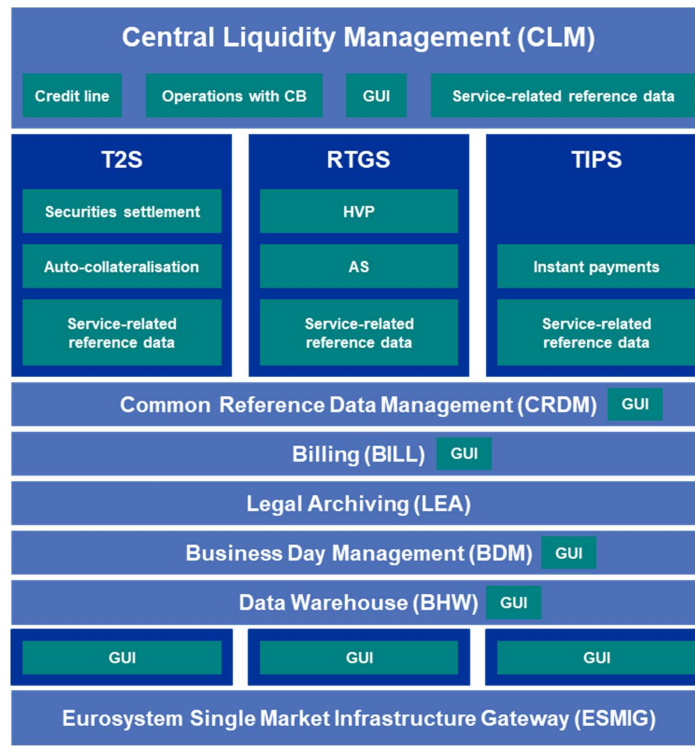 Central Liquidity Management (CLM)
Credit line
Operations with CB
GUI
Service-related reference data
T2S
Securities settlement
Auto-collateralisation
Service-related
reference data
RTGS
HVP
AS
Service-related
reference data
TIPS
Instant payments
Service-related
reference data
Common Reference Data Management (CRDM)
GUI
Billing (BILL)
GUI
Legal Archiving (LEA)
Business Day Management (BDM)
GUI
Data Warehouse (BHW)
GUI
GUI
GUI
GUI
Eurosystem Single Market Infrastructure Gateway (ESMIG)